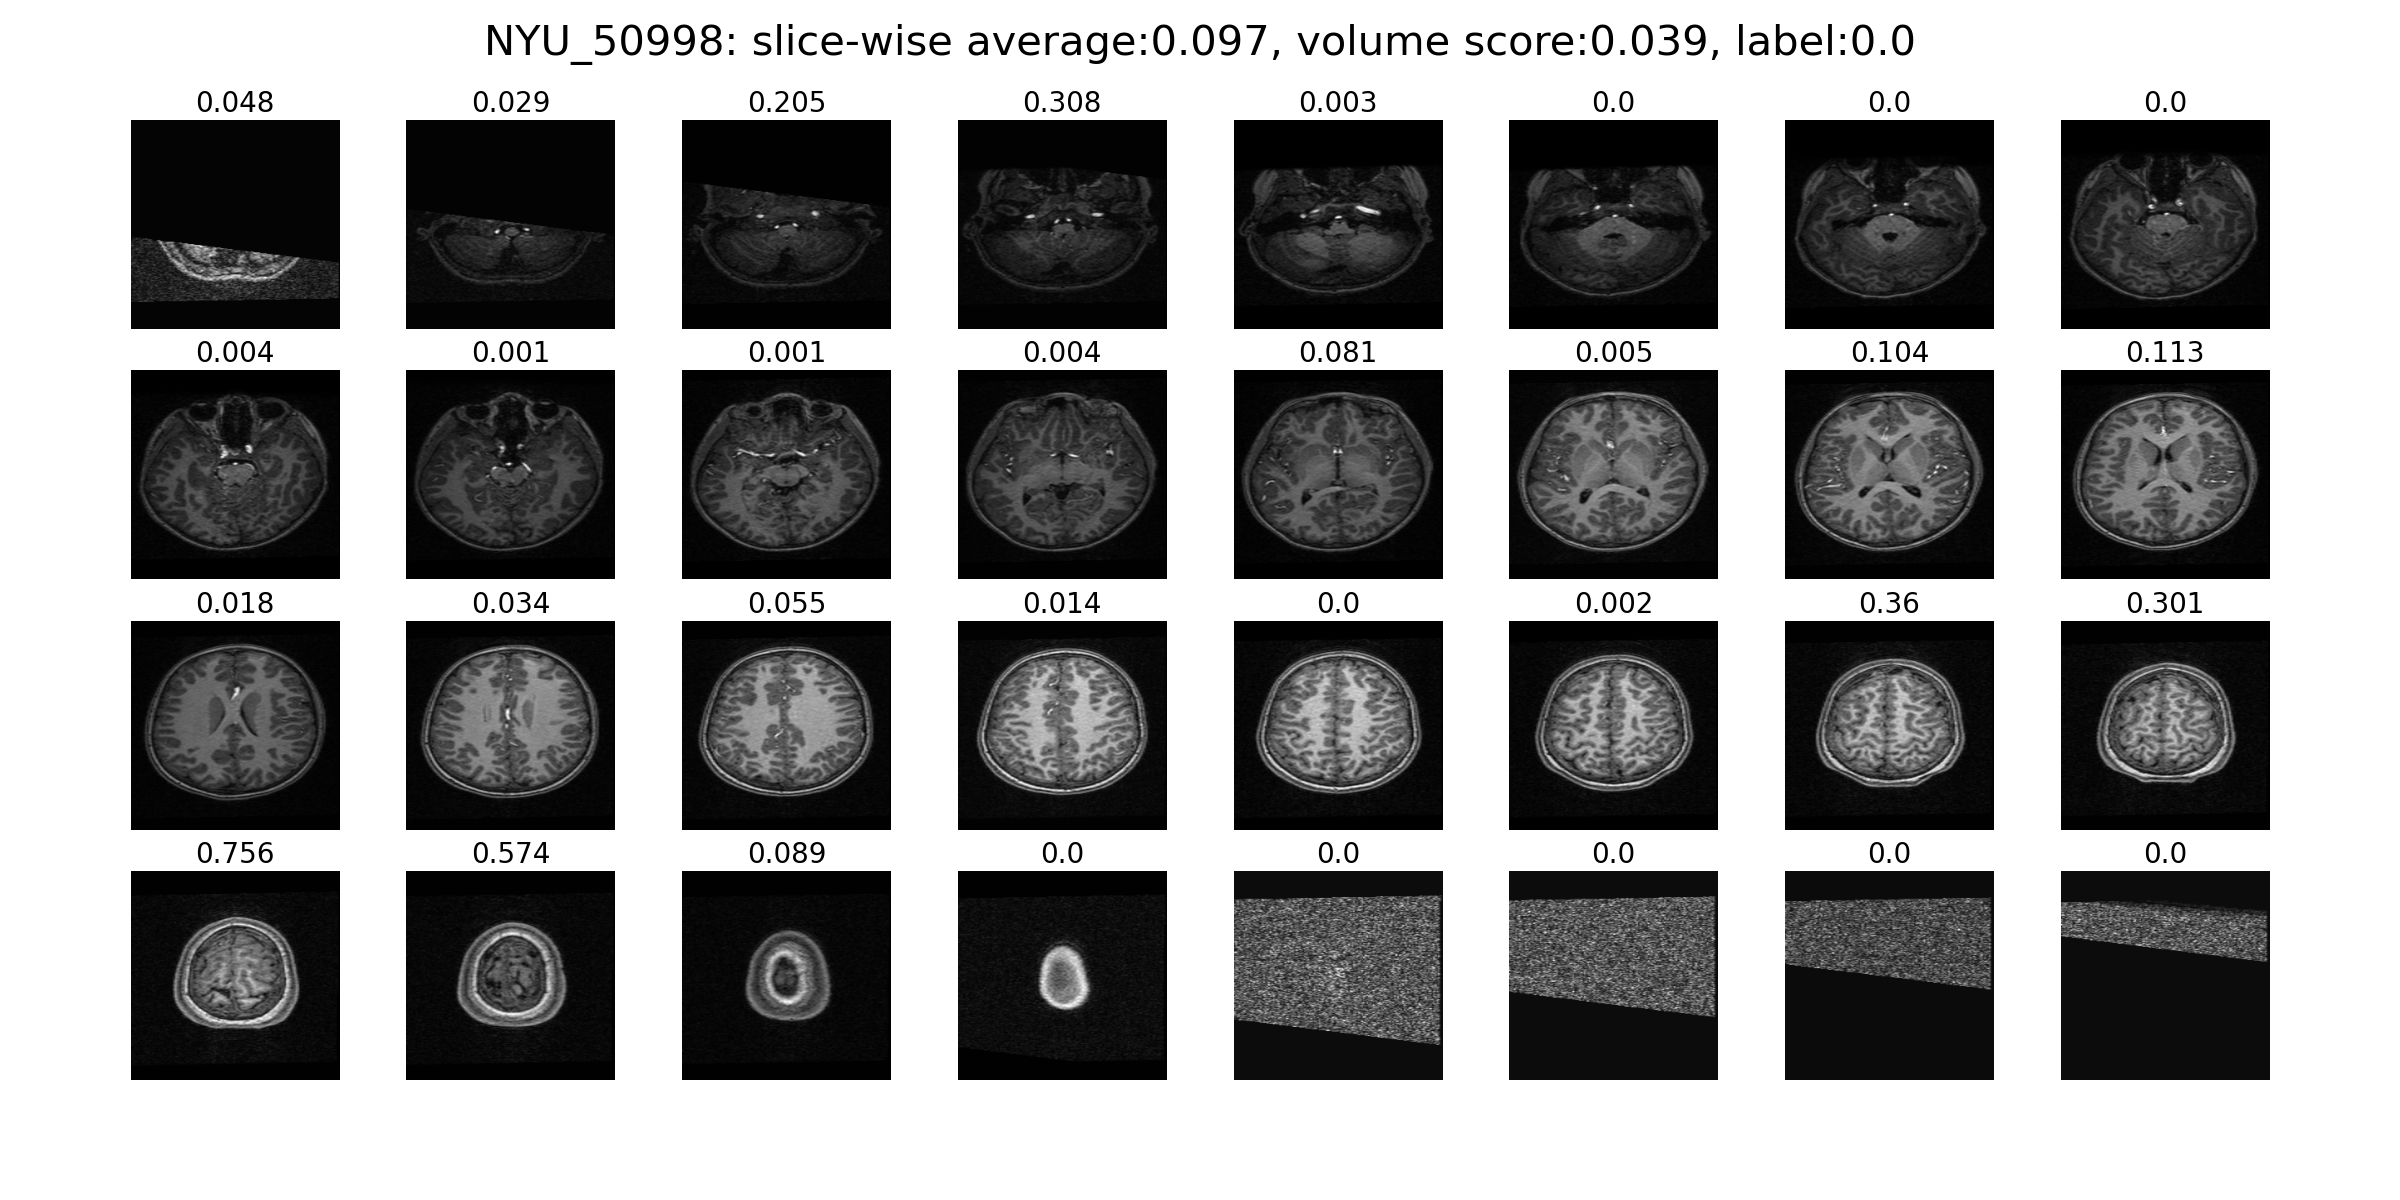 NYU_50998: slice-wise average:0.097, volume score:0.039, label:0.0
0.048 0.029 0.205 0.308 0.003 0.0 0.0 0.0
0.004 0.001 0.001 0.004 0.081 0.005 0.104 0.113
0.018 0.034 0.055 0.014 0.0 0.002 0.36 0.301
0.756 0.574 0.089 0.0 0.0 0.0 0.0 0.0